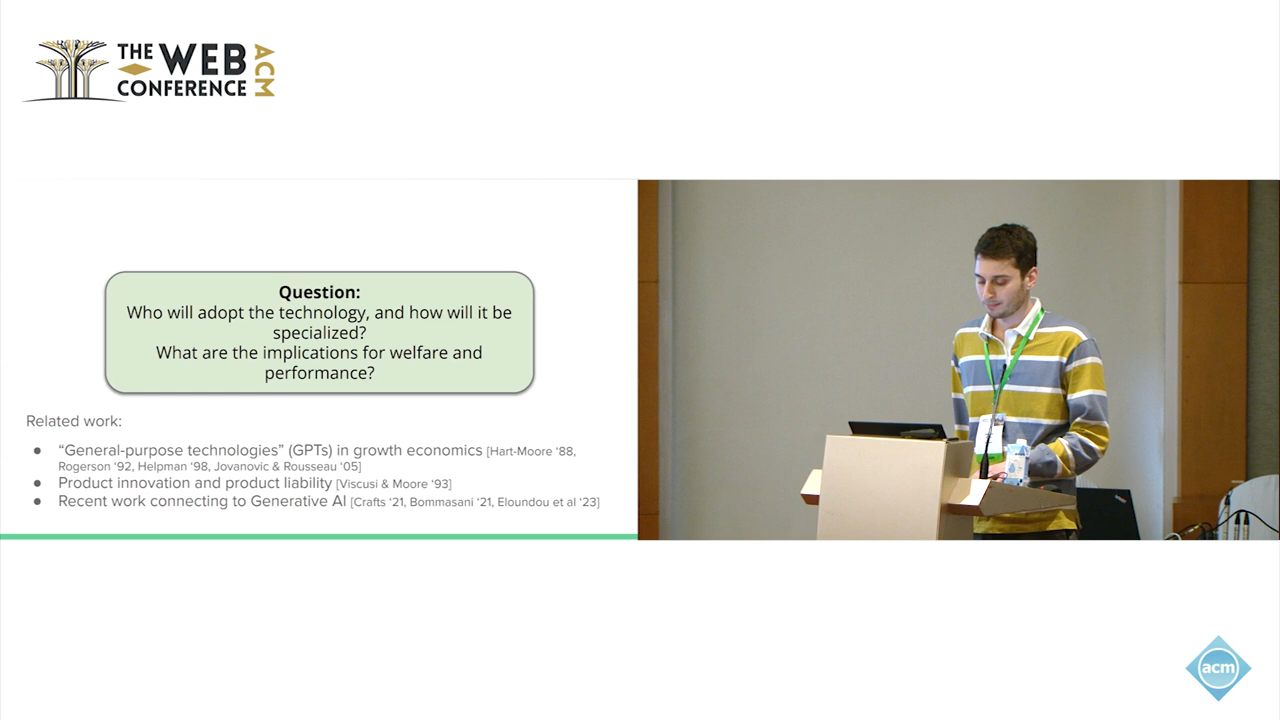 THE WEB
CONFERENCE
ACM
Question:
Who will adopt the technology, and how will it be
specialized?
What are the implications for welfare and
performance?
Related work:
● “General-purpose technologies” (GPTs) in growth economics [Hart-Moore ‘88,
Rogerson ‘92, Helpman ‘98, Jovanovic & Rousseau ‘05]
● Product innovation and product liability [Viscusi & Moore ‘93]
● Recent work connecting to Generative AI [Crafts ‘21, Bommasani ‘21, Eloundou et al ‘23]
acm